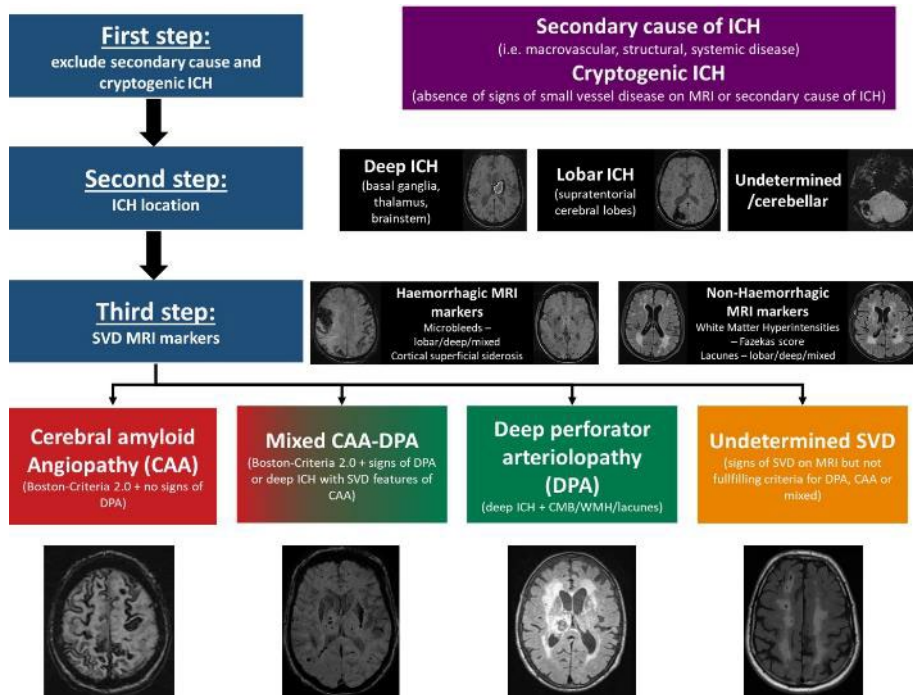 First step:
exclude secondary cause and
cryptogenic ICH
Secondary cause of ICH
(i.e. macrovascular, structural, systemic disease)
Cryptogenic ICH
(absence of signs of small vessel disease on MRI or secondary cause of ICH)
Second step:
ICH location
Deep ICH
(basal ganglia,
thalamus,
brainstem)
Lobar ICH
(supratentorial
cerebral lobes)
Undetermined
/cerebellar
Third step:
SVD MRI markers
Haemorrhagic MRI
markers
Microbleeds –
lobar/deep/mixed
Cortical superficial siderosis
Non-Haemorrhagic
MRI markers
White Matter Hyperintensities
– Fazekas score
Lacunes – lobar/deep/mixed
Cerebral amyloid
Angiopathy (CAA)
(Boston-Criteria 2.0 + no signs of
DPA)
Mixed CAA-DPA
(Boston-Criteria 2.0 + signs of DPA
or deep ICH with SVD features of
CAA)
Deep perforator
arteriolopathy
(DPA)
(deep ICH + CMB/WMH/lacunes)
Undetermined SVD
(signs of SVD on MRI but not
fullfilling criteria for DPA, CAA or
mixed)